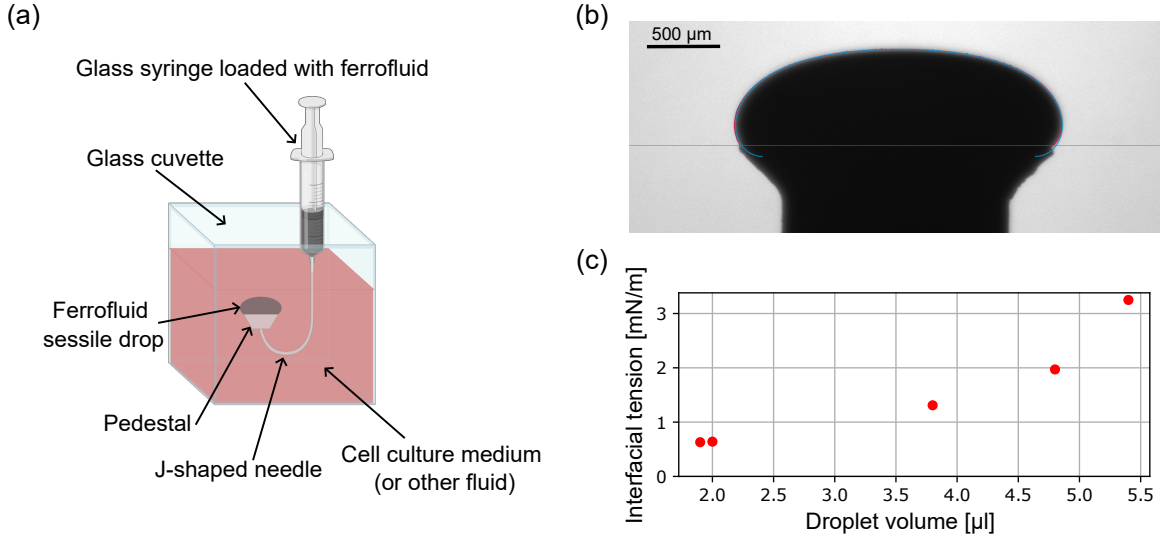 (a)
Glass syringe loaded with ferrofluid
Glass cuvette
Ferrofluid
sessile drop
Pedestal
J-shaped needle
Cell culture medium
(or other fluid)
(b)
500 μm
(c)
Interfacial tension [mN/m]
3
2
1
0
2.0 2.5 3.0 3.5 4.0 4.5 5.0 5.5
Droplet volume [μl]